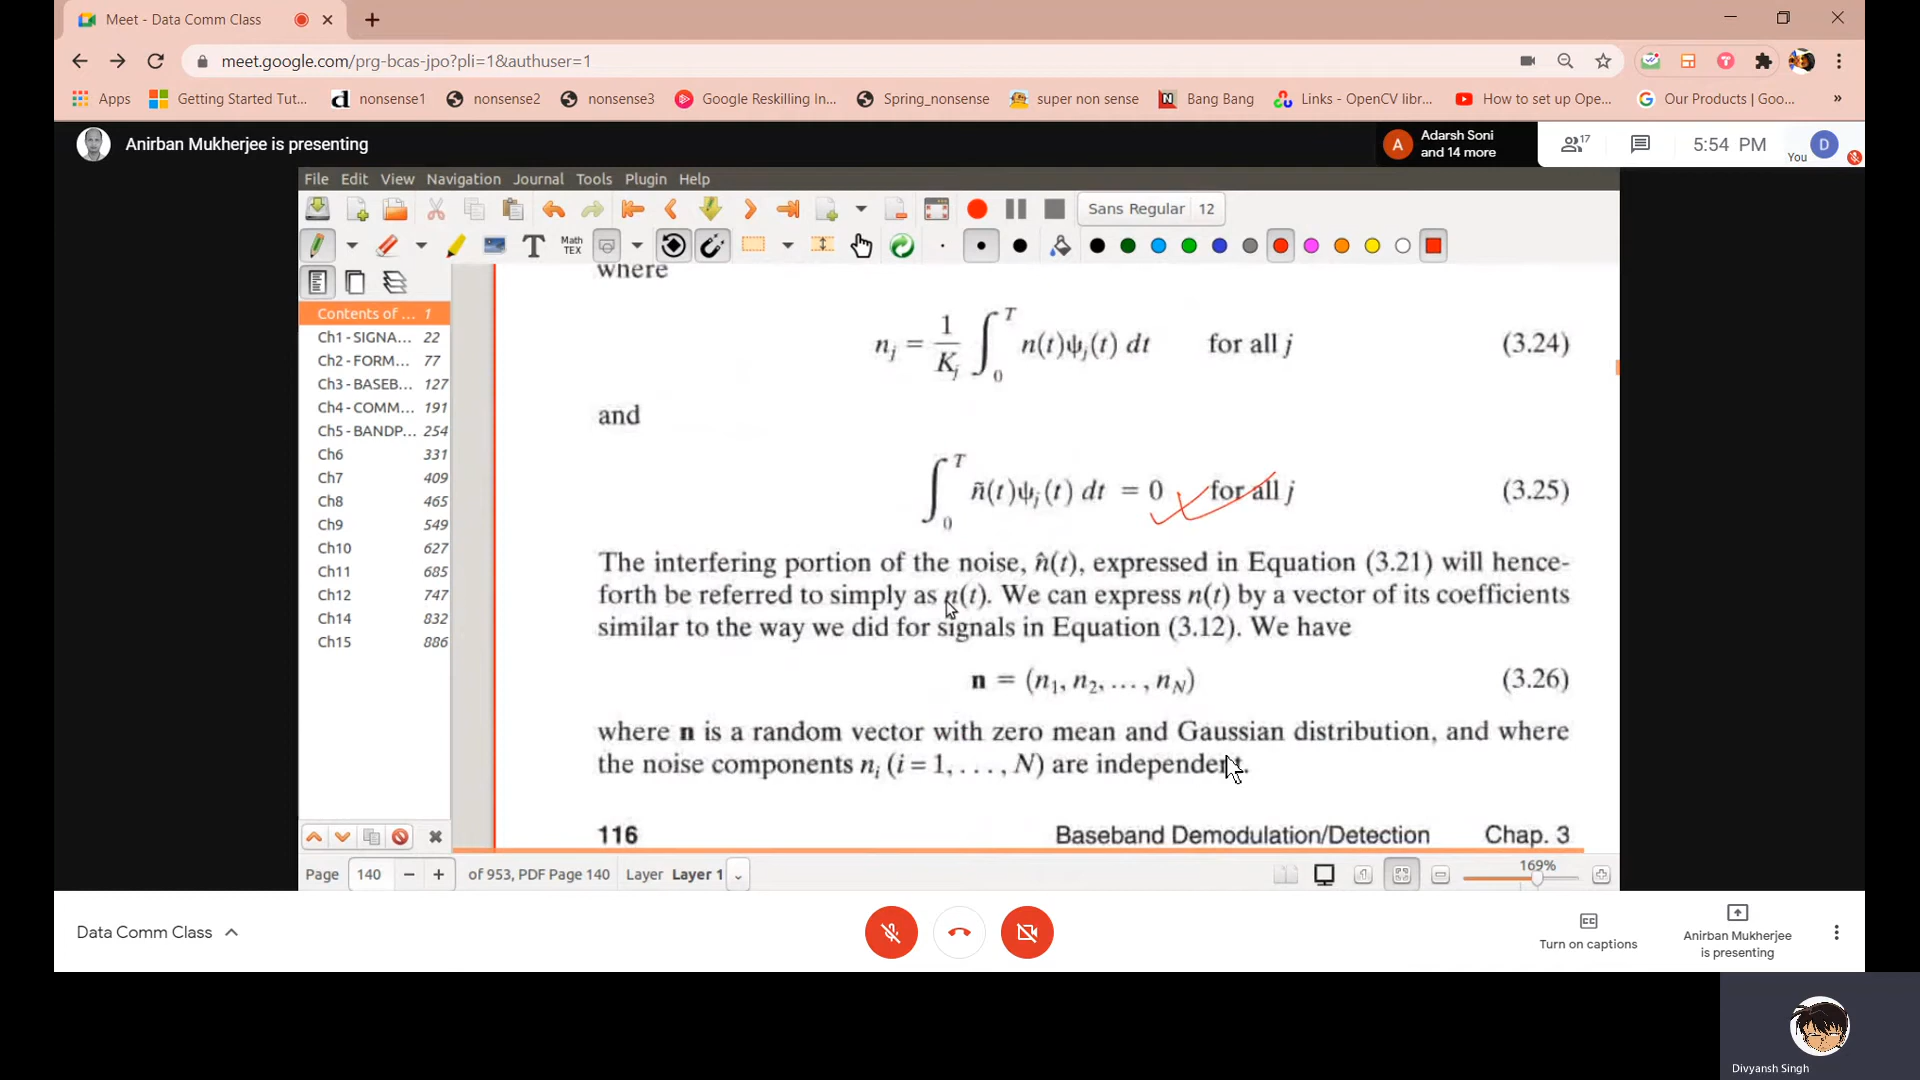 Meet - Data Comm Class
meet.google.com/prg-bcas-jpo?pli=1&authuser=1
Apps Getting Started Tut... nonsense1 nonsense2 nonsense3 Google Reskilling In... Spring_nonsense super non sense Bang Bang Links - OpenCV libr... How to set up Ope... Our Products | Goo... »
Anirban Mukherjee is presenting
A Adarsh Soni
and 14 more
17
5:54 PM
You D
File Edit View Navigation Journal Tools Plugin Help
Sans Regular 12
T Math TEX
Contents of ... 1
Ch1 - SIGNA... 22
Ch2 - FORM... 77
Ch3 - BASEB... 127
Ch4 - COMM... 191
Ch5 - BANDP... 254
Ch6 331
Ch7 409
Ch8 465
Ch9 549
Ch10 627
Ch11 685
Ch12 747
Ch14 832
Ch15 886
where
n_j = 1/K_j ∫_0^T n(t)ψ_j(t) dt for all j (3.24)
and
∫_0^T ñ(t)ψ_j(t) dt = 0 for all j (3.25)
The interfering portion of the noise, n̂(t), expressed in Equation (3.21) will hence-
forth be referred to simply as n(t). We can express n(t) by a vector of its coefficients
similar to the way we did for signals in Equation (3.12). We have
n = (n₁, n₂, . . . , n_N) (3.26)
where n is a random vector with zero mean and Gaussian distribution, and where
the noise components n_i (i = 1, . . . , N) are independent.
116 Baseband Demodulation/Detection Chap. 3
Page 140 − + of 953, PDF Page 140 Layer Layer 1 169%
Data Comm Class
Turn on captions
Anirban Mukherjee
is presenting
Divyansh Singh